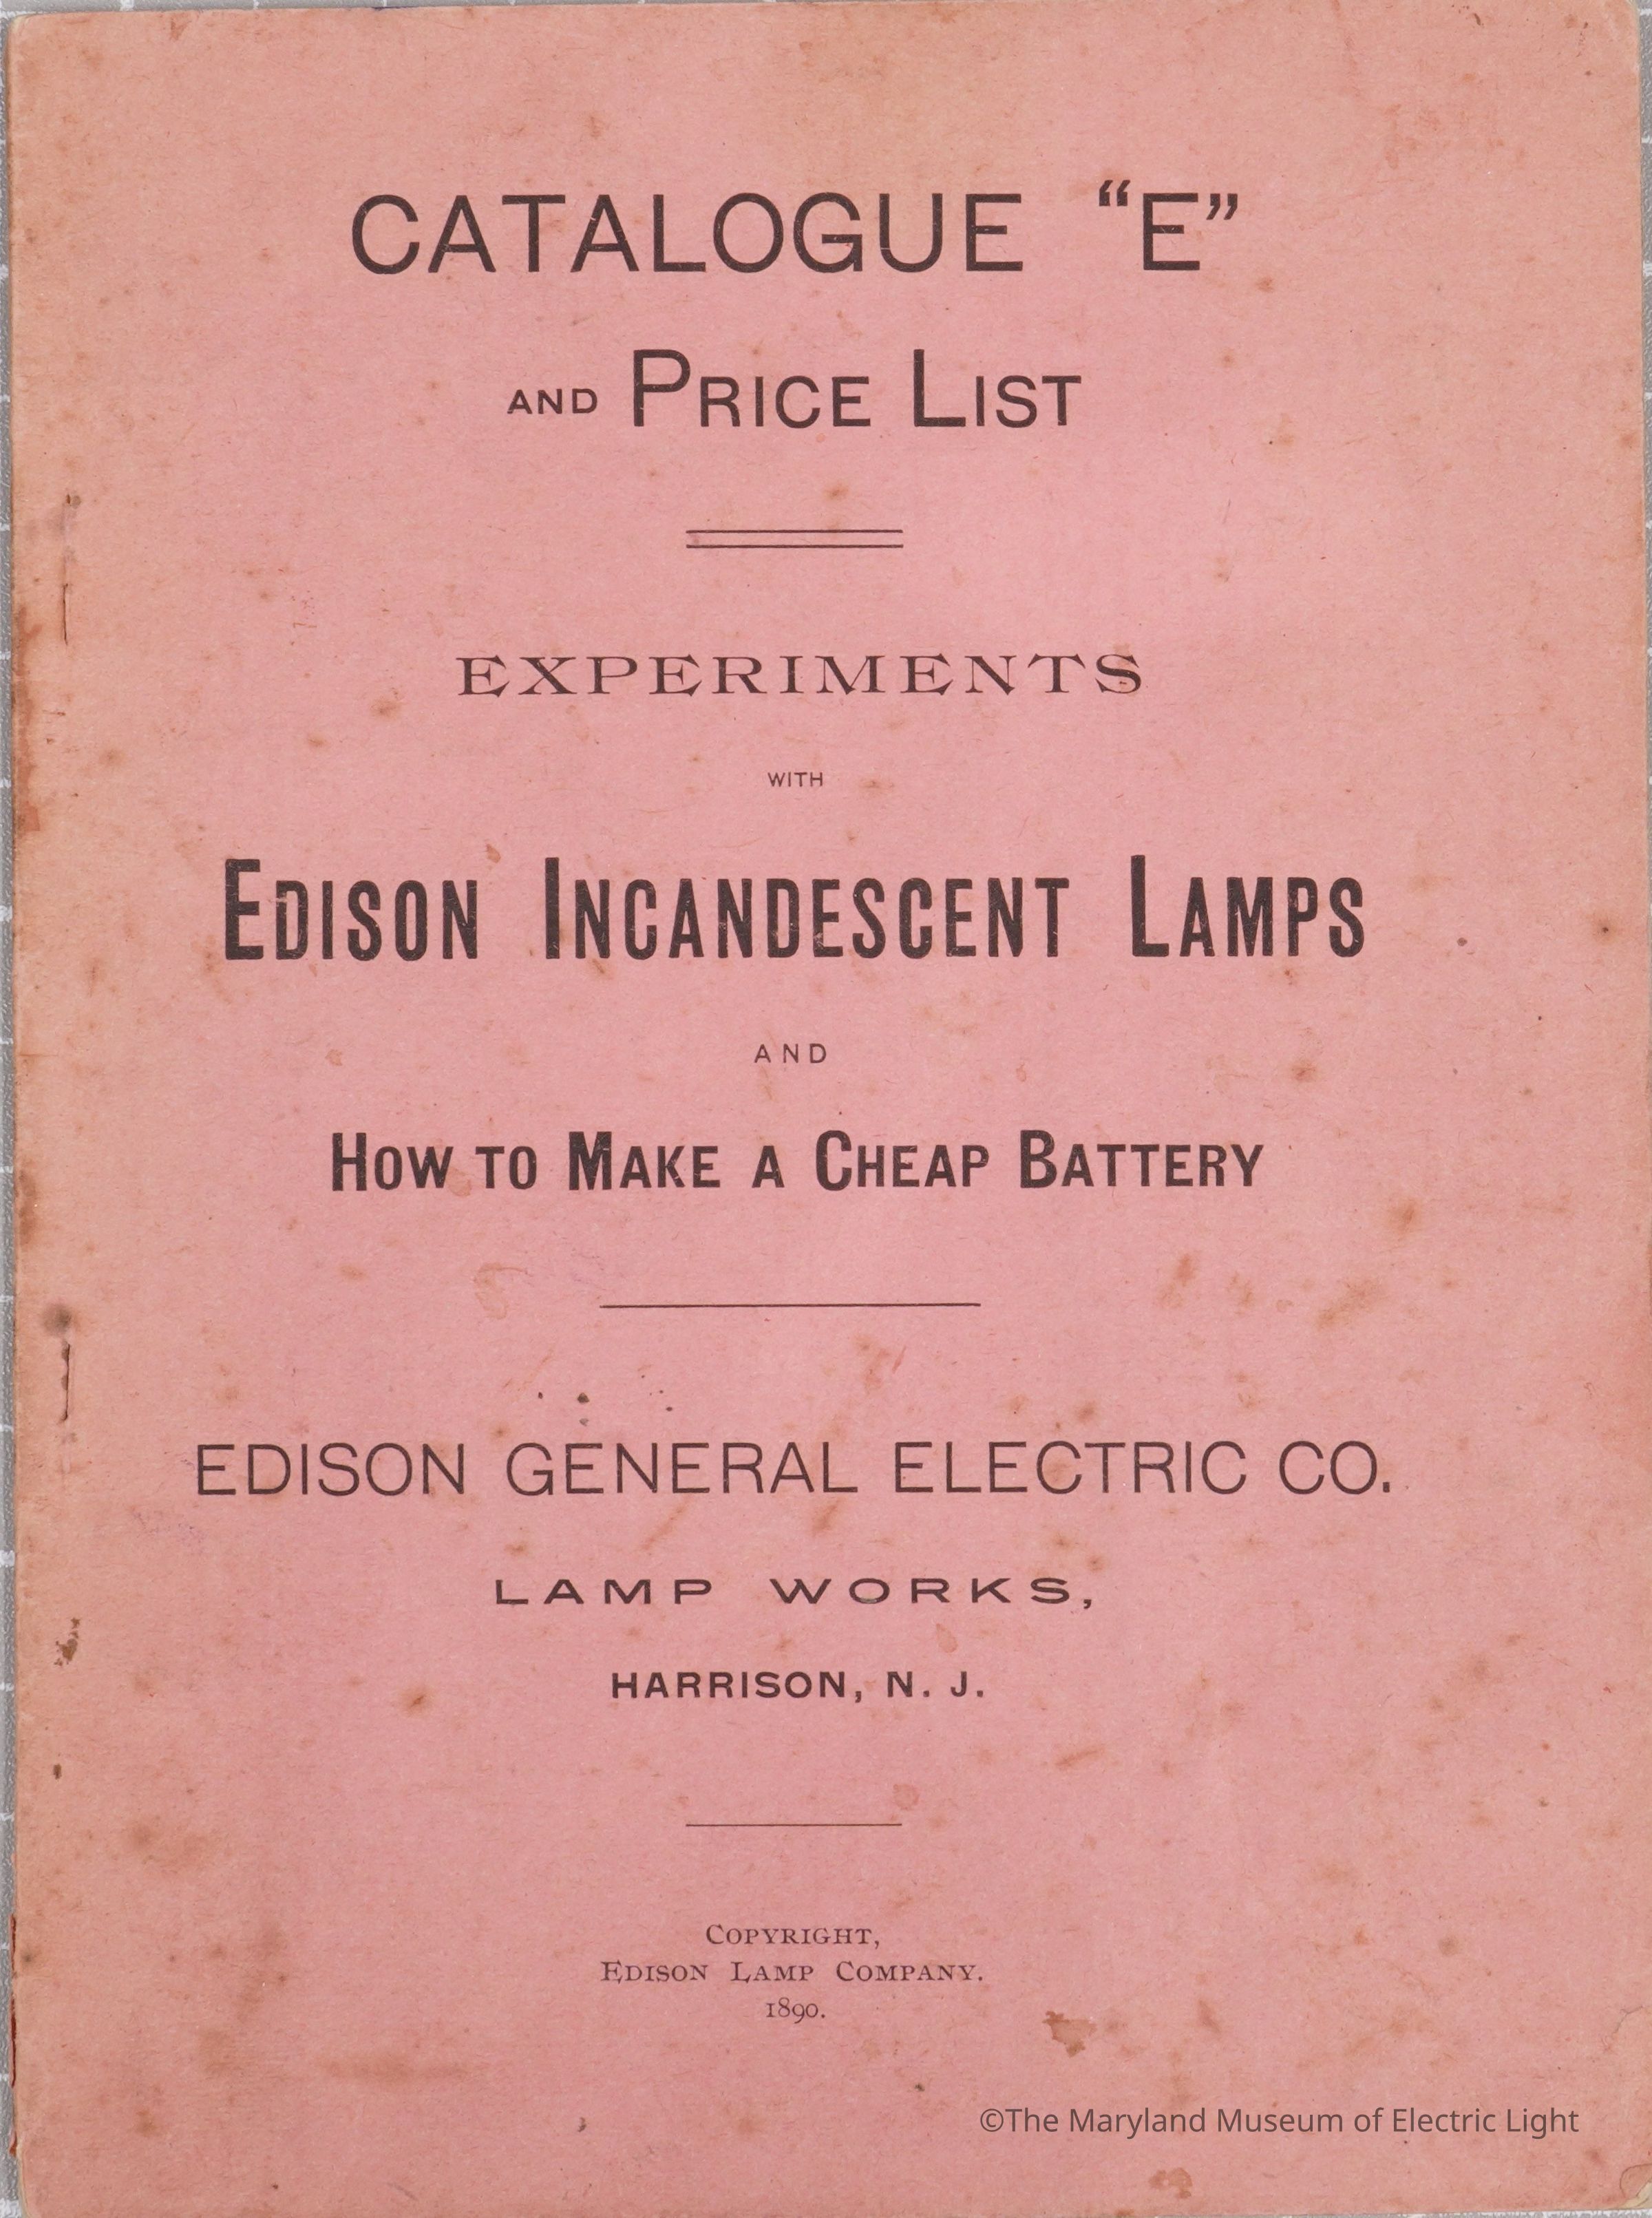 CATALOGUE “E”
AND PRICE LIST
EXPERIMENTS
WITH
EDISON INCANDESCENT LAMPS
AND
HOW TO MAKE A CHEAP BATTERY
EDISON GENERAL ELECTRIC CO.
LAMP WORKS,
HARRISON, N. J.
COPYRIGHT,
EDISON LAMP COMPANY.
1890.
©The Maryland Museum of Electric Light